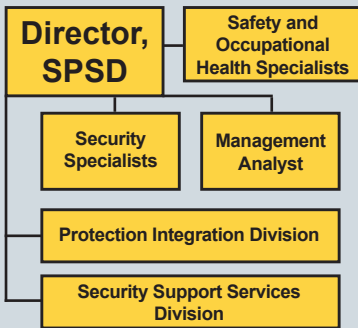 Director,
SPSD
Safety and
Occupational
Health Specialists
Security
Specialists
Management
Analyst
Protection Integration Division
Security Support Services
Division